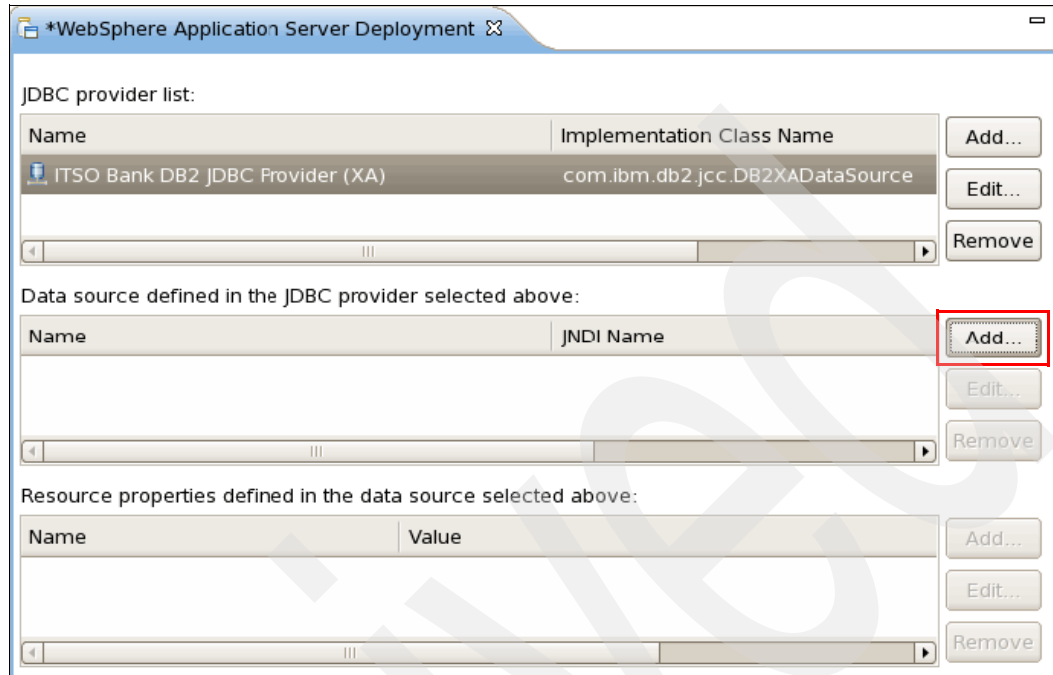 *WebSphere Application Server Deployment
JDBC provider list:
Name Implementation Class Name
Add...
ITSO Bank DB2 JDBC Provider (XA) com.ibm.db2.jcc.DB2XADataSource
Edit...
Remove
Data source defined in the JDBC provider selected above:
Name JNDI Name
Add...
Edit...
Remove
Resource properties defined in the data source selected above:
Name Value
Add...
Edit...
Remove